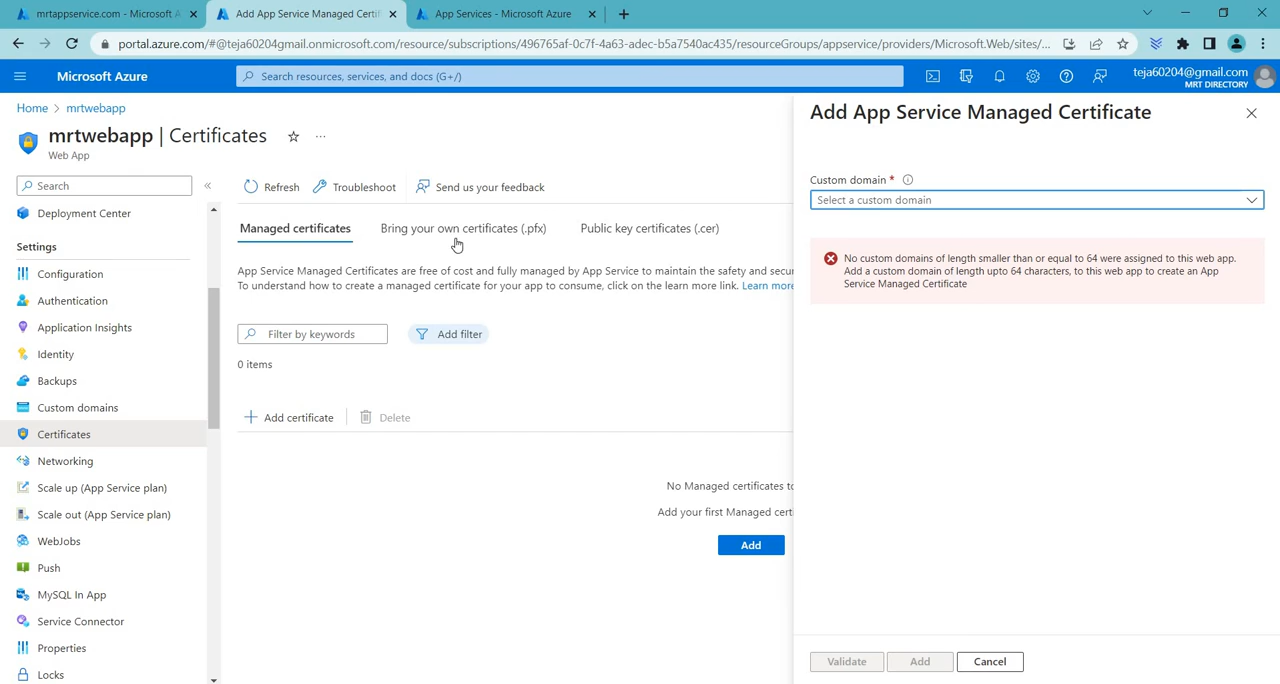 mrtappservice.com - Microsoft A
Add App Service Managed Certifi
App Services - Microsoft Azure
portal.azure.com/#@teja60204gmail.onmicrosoft.com/resource/subscriptions/496765af-0c7f-4a63-adec-b5a7540ac435/resourceGroups/appservice/providers/Microsoft.Web/sites/...
Microsoft Azure
Search resources, services, and docs (G+/)
teja60204@gmail.com
MRT DIRECTORY
Home > mrtwebapp
mrtwebapp | Certificates
Web App
Search
Deployment Center
Settings
Configuration
Authentication
Application Insights
Identity
Backups
Custom domains
Certificates
Networking
Scale up (App Service plan)
Scale out (App Service plan)
WebJobs
Push
MySQL In App
Service Connector
Properties
Locks
Refresh
Troubleshoot
Send us your feedback
Managed certificates
Bring your own certificates (.pfx)
Public key certificates (.cer)
App Service Managed Certificates are free of cost and fully managed by App Service to maintain the safety and secur
To understand how to create a managed certificate for your app to consume, click on the learn more link. Learn more
Filter by keywords
Add filter
0 items
Add certificate
Delete
No Managed certificates to
Add your first Managed certi
Add
Add App Service Managed Certificate
Custom domain *
Select a custom domain
No custom domains of length smaller than or equal to 64 were assigned to this web app.
Add a custom domain of length upto 64 characters, to this web app to create an App
Service Managed Certificate
Validate
Add
Cancel